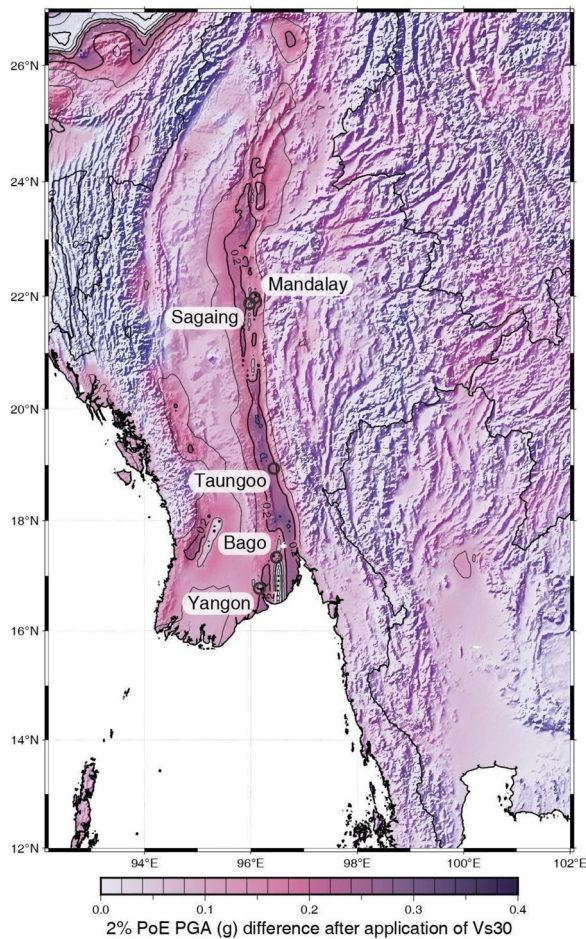 26°N
24°N
0.2
Mandalay
22°N
Sagaing
20°N
Taungoo
0.2
18°N
0.2
Bago
Yangon
16°N
14°N
12°N
94°E 96°E 98°E 100°E 102°E
0.0 0.1 0.2 0.3 0.4
2% PoE PGA (g) difference after application of Vs30